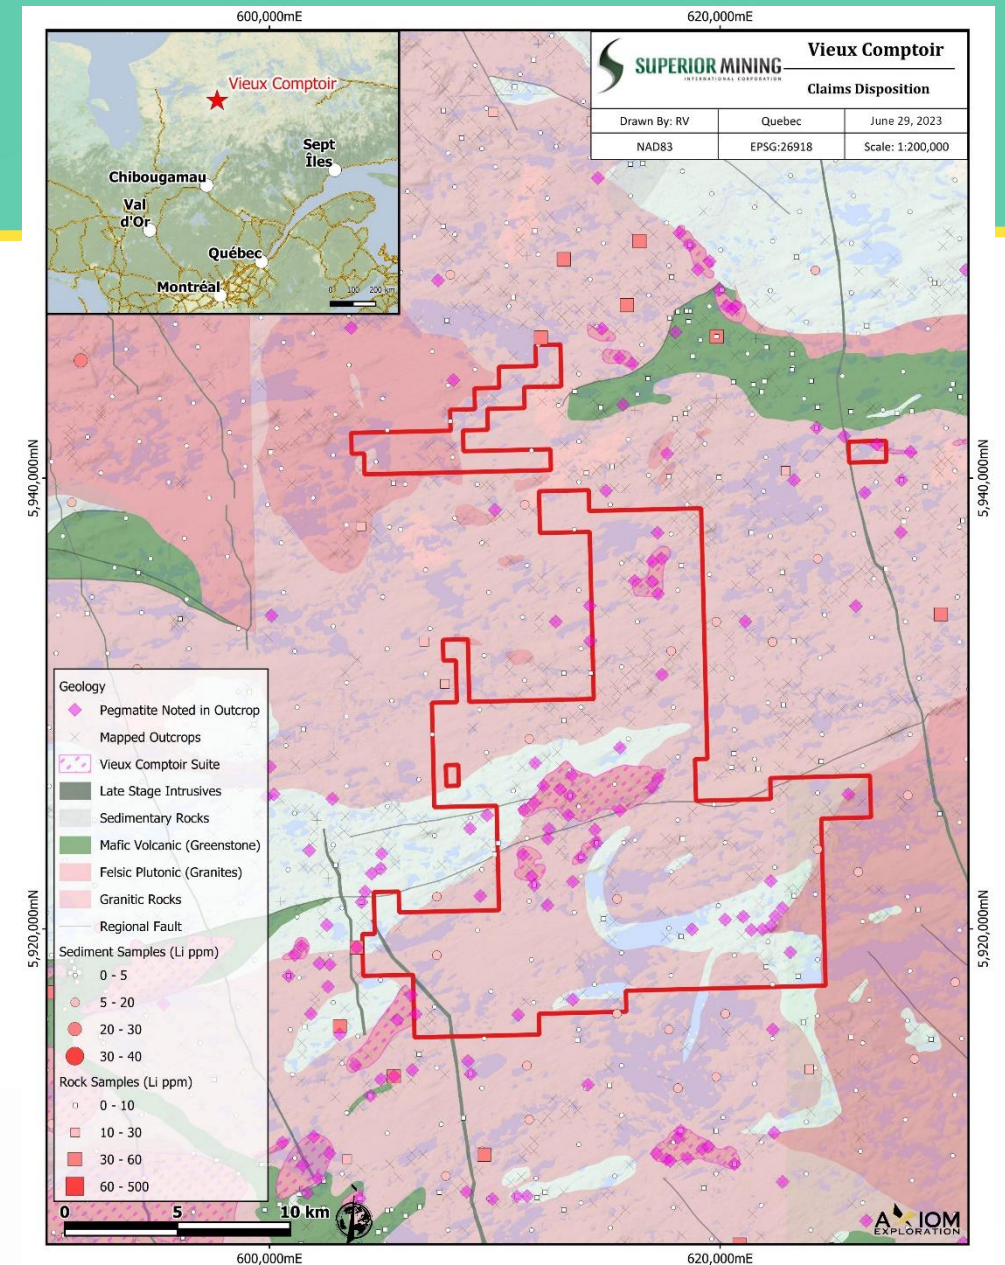 600,000mE
620,000mE
Vieux Comptoir
Sept
Îles
Chibougamau
Val
d'Or
Québec
Montréal
0 100 200 km
SUPERIOR MINING
INTERNATIONAL CORPORATION
Vieux Comptoir
Claims Disposition
Drawn By: RV
Quebec
June 29, 2023
NAD83
EPSG:26918
Scale: 1:200,000
5,940,000mN
5,940,000mN
5,920,000mN
5,920,000mN
Geology
Pegmatite Noted in Outcrop
Mapped Outcrops
Vieux Comptoir Suite
Late Stage Intrusives
Sedimentary Rocks
Mafic Volcanic (Greenstone)
Felsic Plutonic (Granites)
Granitic Rocks
Regional Fault
Sediment Samples (Li ppm)
0 - 5
5 - 20
20 - 30
30 - 40
Rock Samples (Li ppm)
0 - 10
10 - 30
30 - 60
60 - 500
0 5 10 km
AXIOM
EXPLORATION
600,000mE
620,000mE